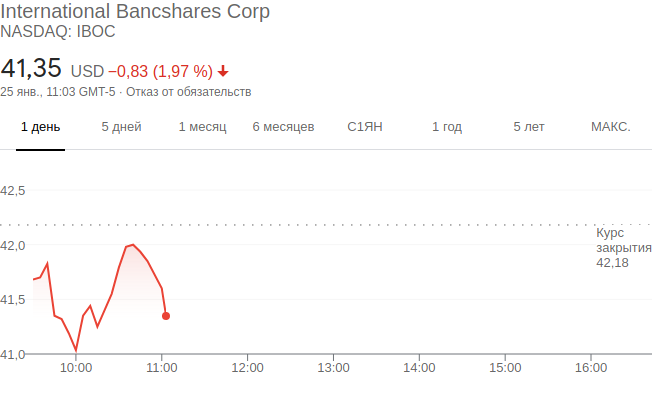 International Bancshares Corp
NASDAQ: IBOC
41,35 USD −0,83 (1,97 %)
25 янв., 11:03 GMT-5 · Отказ от обязательств
1 день 5 дней 1 месяц 6 месяцев С1ЯН 1 год 5 лет МАКС.
42,5
Курс
закрытия
42,18
42,0
41,5
41,0
10:00 11:00 12:00 13:00 14:00 15:00 16:00